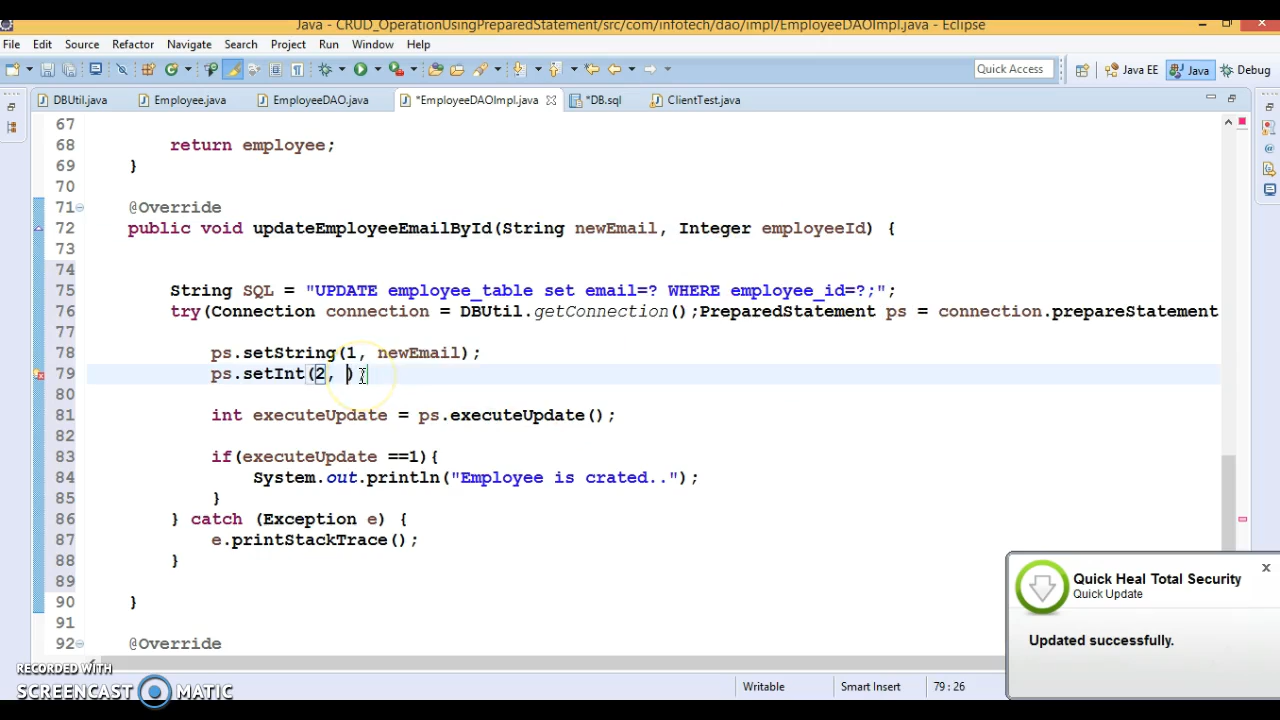 Java - CRUD_OperationUsingPreparedStatement/src/com/infotech/dao/impl/EmployeeDAOImpl.java - Eclipse
File Edit Source Refactor Navigate Search Project Run Window Help
Quick Access Java EE Java Debug
DBUtil.java Employee.java EmployeeDAO.java *EmployeeDAOImpl.java *DB.sql ClientTest.java
67
68 return employee;
69 }
70
71 @Override
72 public void updateEmployeeEmailById(String newEmail, Integer employeeId) {
73
74
75 String SQL = "UPDATE employee_table set email=? WHERE employee_id=?;";
76 try(Connection connection = DBUtil.getConnection();PreparedStatement ps = connection.prepareStatement
77
78 ps.setString(1, newEmail);
79 ps.setInt(2, )
80
81 int executeUpdate = ps.executeUpdate();
82
83 if(executeUpdate ==1){
84 System.out.println("Employee is crated..");
85 }
86 } catch (Exception e) {
87 e.printStackTrace();
88 }
89
90 }
91
92 @Override
Quick Heal Total Security
Quick Update
Updated successfully.
RECORDED WITH
SCREENCAST MATIC
Writable Smart Insert 79 : 26